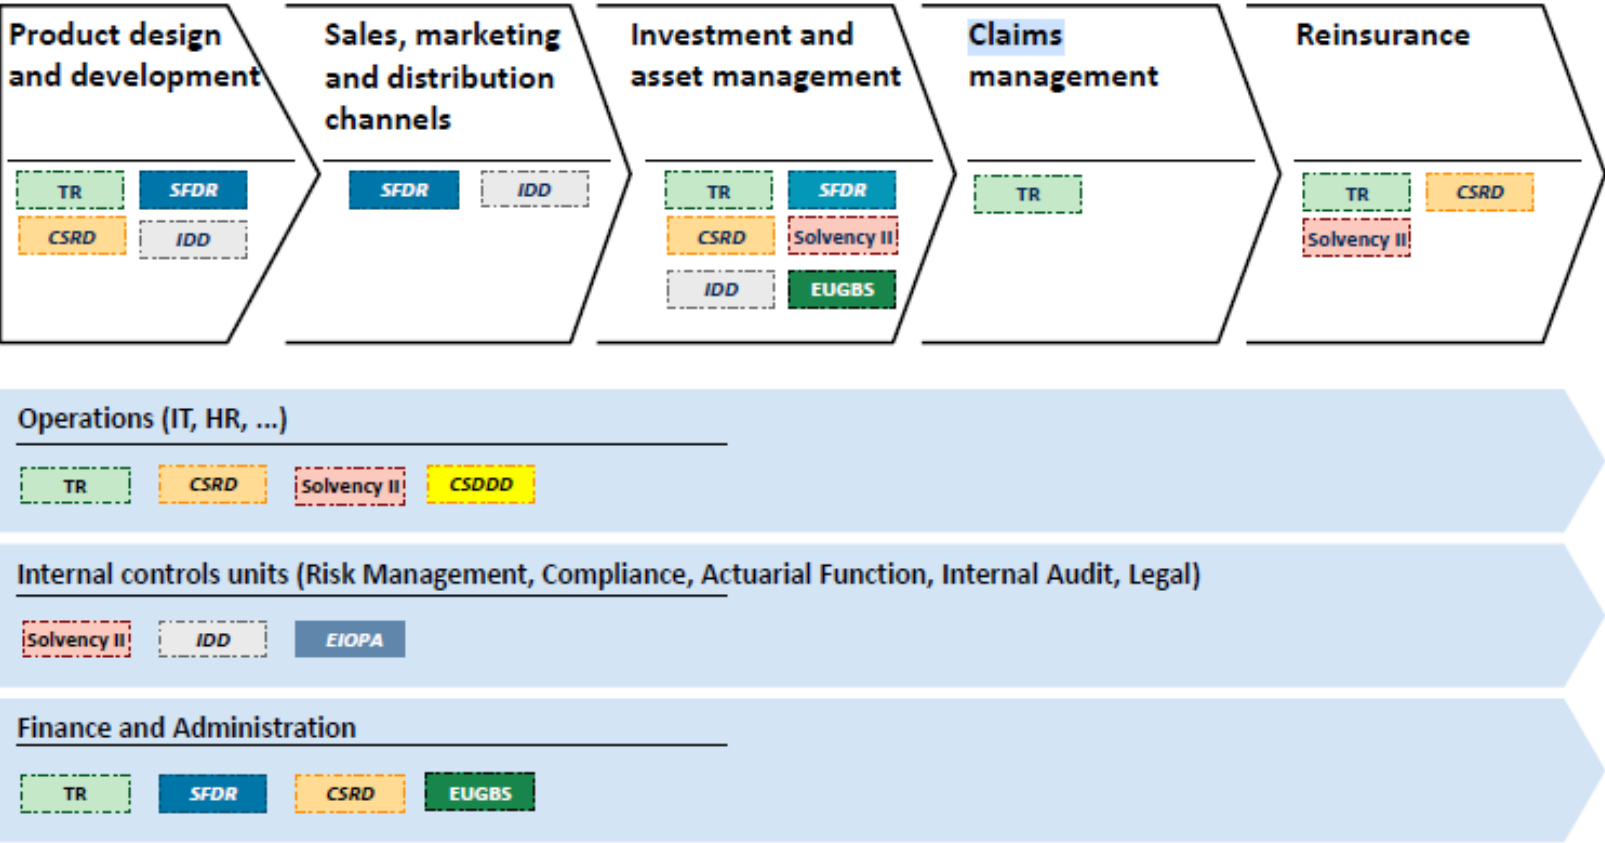 Product design
and development
TR SFDR
CSRD IDD
Sales, marketing
and distribution
channels
SFDR IDD
Investment and
asset management
TR SFDR
CSRD Solvency II
IDD EUGBS
Claims
management
TR
Reinsurance
TR CSRD
Solvency II
Operations (IT, HR, ...)
TR CSRD Solvency II CSDDD
Internal controls units (Risk Management, Compliance, Actuarial Function, Internal Audit, Legal)
Solvency II IDD EIOPA
Finance and Administration
TR SFDR CSRD EUGBS